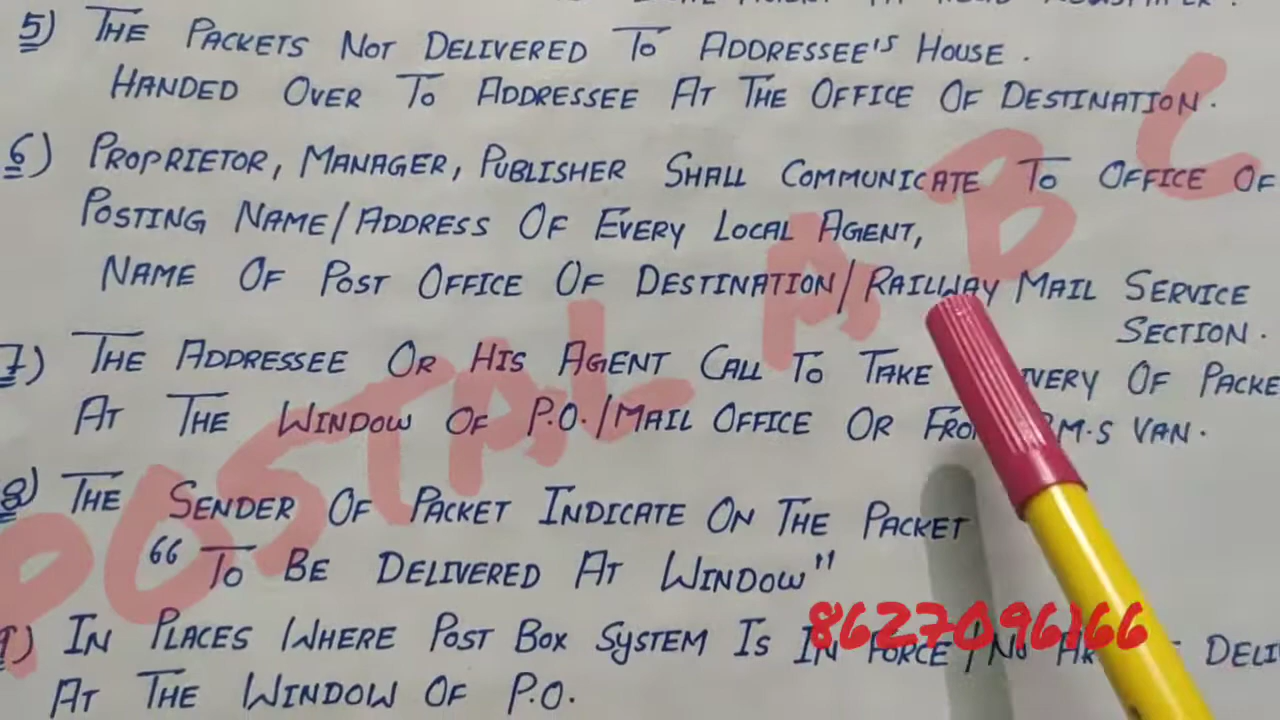 5) THE PACKETS NOT DELIVERED TO ADDRESSEE'S HOUSE.
HANDED OVER TO ADDRESSEE AT THE OFFICE OF DESTINATION.
6) PROPRIETOR, MANAGER, PUBLISHER SHALL COMMUNICATE TO OFFICE OF
POSTING NAME/ADDRESS OF EVERY LOCAL AGENT,
NAME OF POST OFFICE OF DESTINATION/RAILWAY MAIL SERVICE
SECTION.
7) THE ADDRESSEE OR HIS AGENT CALL TO TAKE
AT THE WINDOW OF P.O./MAIL OFFICE OR M.S VAN.
8) THE SENDER OF PACKET INDICATE ON THE PACKET
"TO BE DELIVERED AT WINDOW"
9) IN PLACES WHERE POST BOX SYSTEM IS IN FORCE/
AT THE WINDOW OF P.O.
POSTAL A B C
8627096166